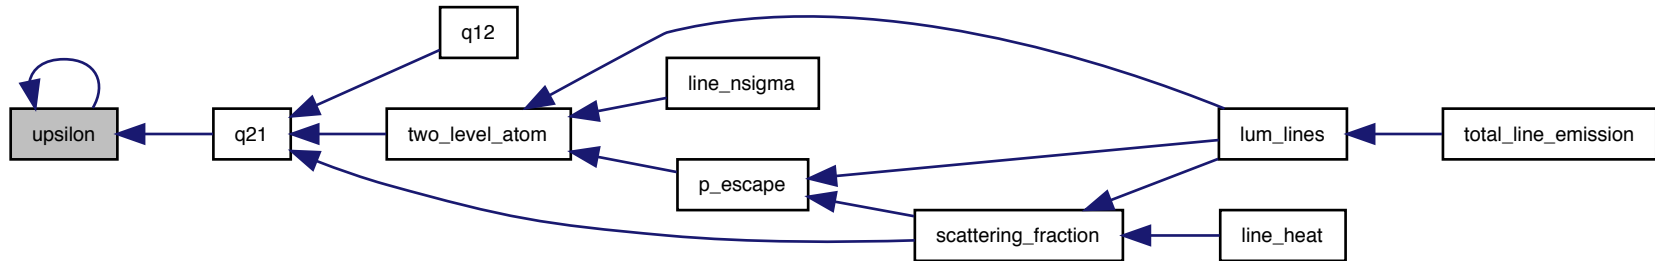 upsilon
q21
q12
two_level_atom
line_nsigma
p_escape
scattering_fraction
lum_lines
line_heat
total_line_emission